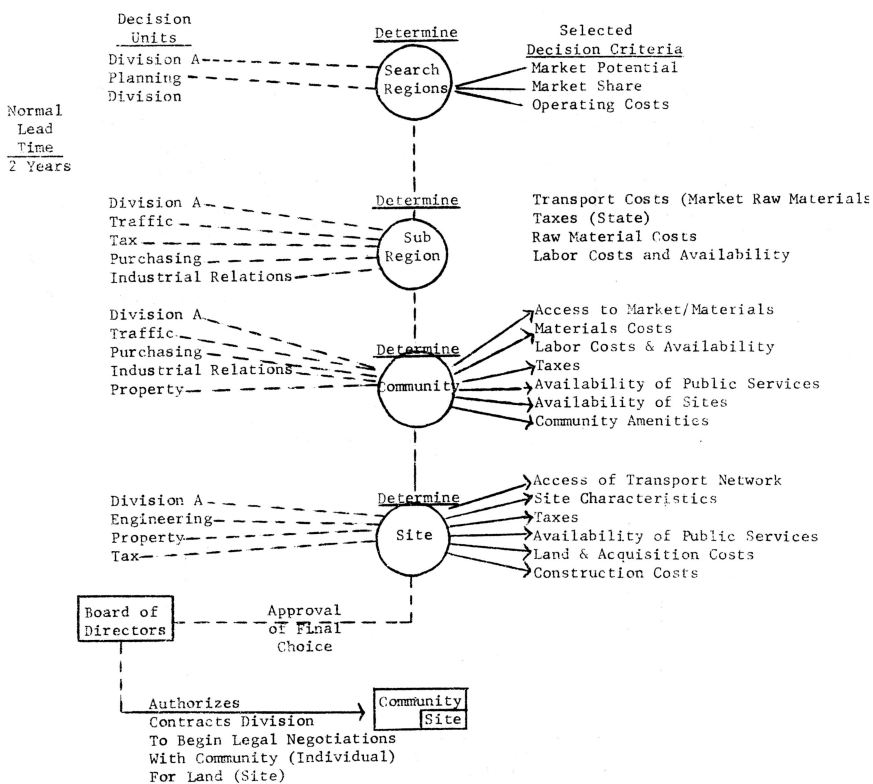 Decision
Units
Determine
Selected
Decision Criteria
Division A
Planning
Division
Search
Regions
Market Potential
Market Share
Operating Costs
Normal
Lead
Time
2 Years
Division A
Traffic
Tax
Purchasing
Industrial Relations
Determine
Sub
Region
Transport Costs (Market Raw Materials
Taxes (State)
Raw Material Costs
Labor Costs and Availability
Division A
Traffic
Purchasing
Industrial Relations
Property
Determine
Community
Access to Market/Materials
Materials Costs
Labor Costs & Availability
Taxes
Availability of Public Services
Availability of Sites
Community Amenities
Division A
Engineering
Property
Tax
Determine
Site
Access of Transport Network
Site Characteristics
Taxes
Availability of Public Services
Land & Acquisition Costs
Construction Costs
Board of
Directors
Approval
of Final
Choice
Authorizes
Contracts Division
To Begin Legal Negotiations
With Community (Individual)
For Land (Site)
Community
Site